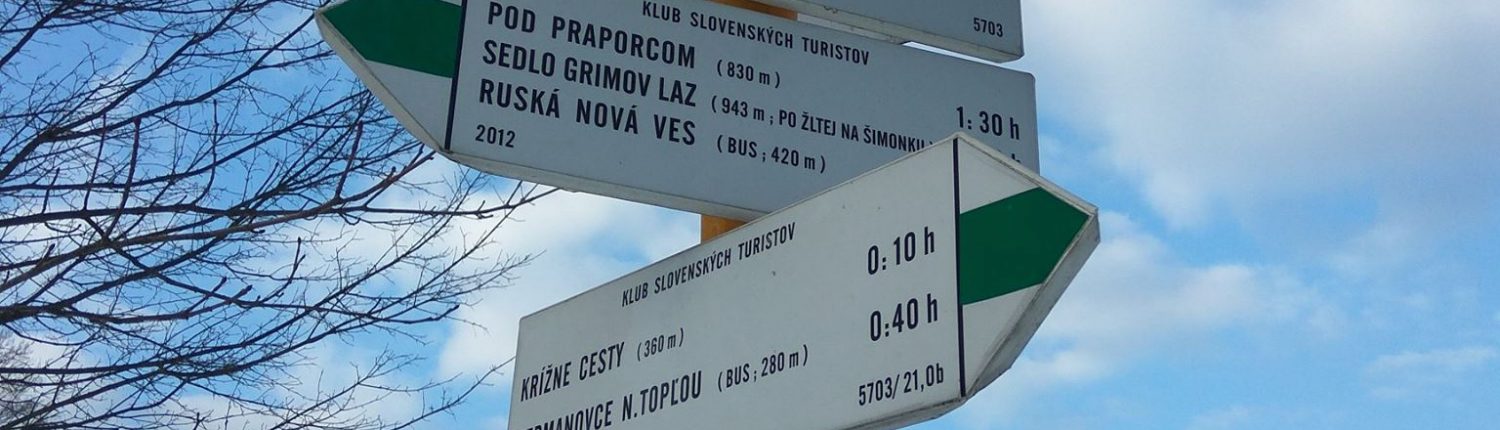 5703
KLUB SLOVENSKÝCH TURISTOV
POD PRAPORCOM (830 m) 1:30 h
SEDLO GRIMOV LAZ (943 m; PO ŽLTEJ NA ŠIMONKU)
RUSKÁ NOVÁ VES (BUS; 420 m)
2012
KLUB SLOVENSKÝCH TURISTOV
KRÍŽNE CESTY (360 m) 0:10 h
N.TOPĽOU (BUS; 280 m) 0:40 h
5703/21,0b